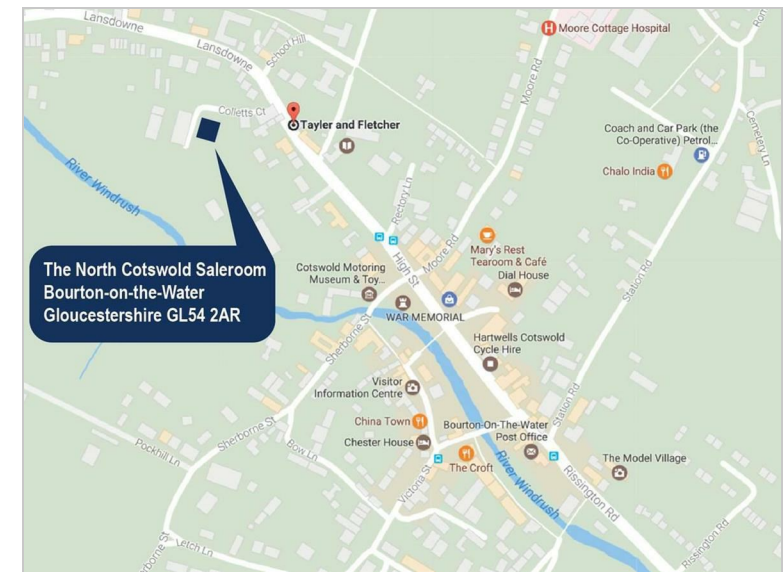 Lansdowne
Lansdowne
School Hill
Moore Cottage Hospital
Moore Rd
Colletts Ct
Tayler and Fletcher
Coach and Car Park (the
Co-Operative) Petrol...
Cemetery Ln
Chalo India
River Windrush
Rectory Ln
The North Cotswold Saleroom
Bourton-on-the-Water
Gloucestershire GL54 2AR
High St
Moore Rd
Mary's Rest
Tearoom & Café
Dial House
Cotswold Motoring
Museum & Toy...
Station Rd
WAR MEMORIAL
Sherborne St
Hartwells Cotswold
Cycle Hire
Visitor
Information Centre
China Town
Chester House
Bourton-On-The-Water
Post Office
Station Rd
Sherborne St
Pockhill Ln
Bow Ln
Victoria St
The Croft
The Model Village
River Windrush
Rissington Rd
Rissington Rd
Letch Ln